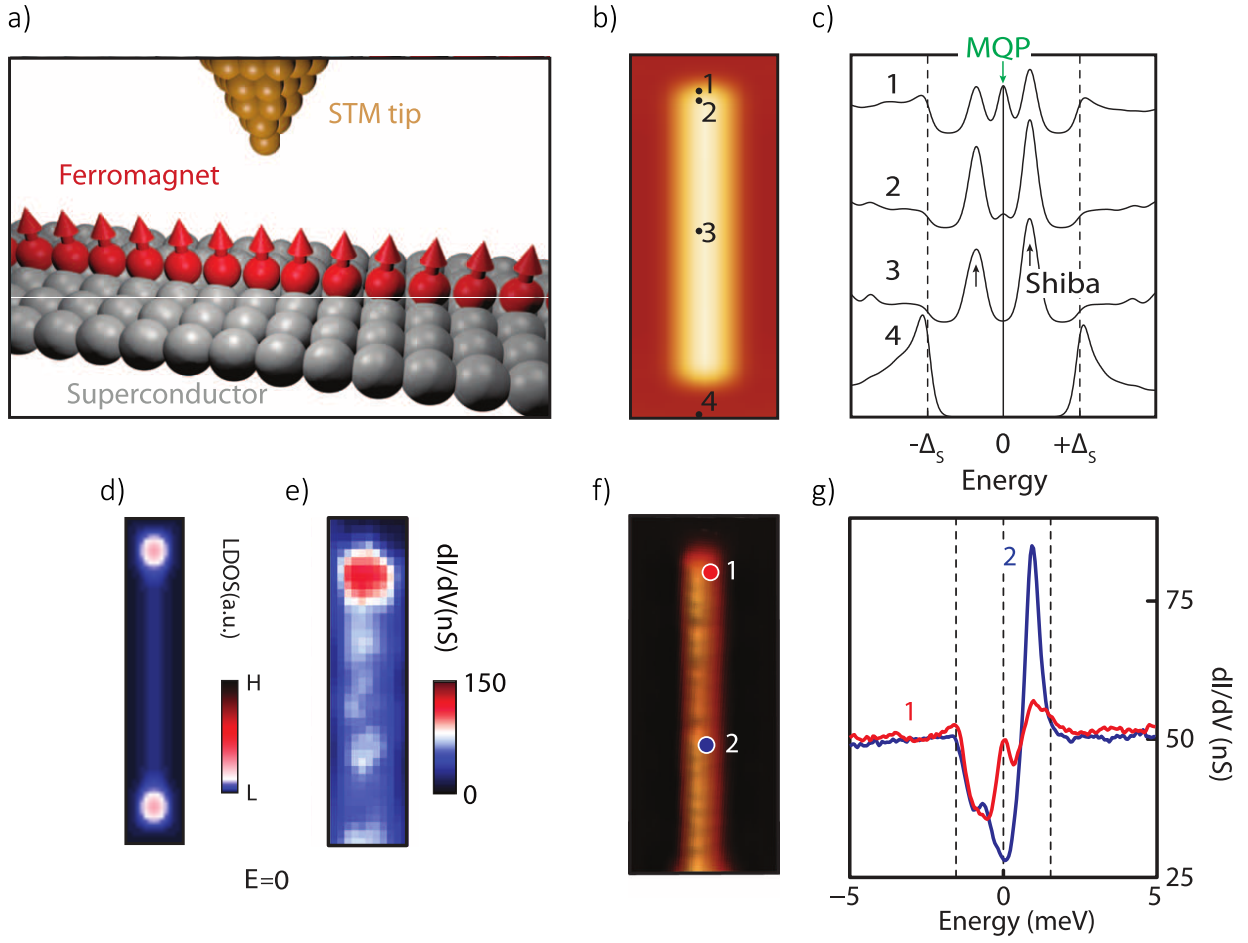 a)
STM tip
Ferromagnet
Superconductor
b)
1
2
3
4
c)
MQP
1
2
3
Shiba
4
-Δs 0 +Δs
Energy
d)
LDOS(a.u.)
H
L
e)
dI/dV(nS)
150
0
E=0
f)
1
2
g)
2
1
75
50
25
dI/dV (nS)
−5 0 5
Energy (meV)